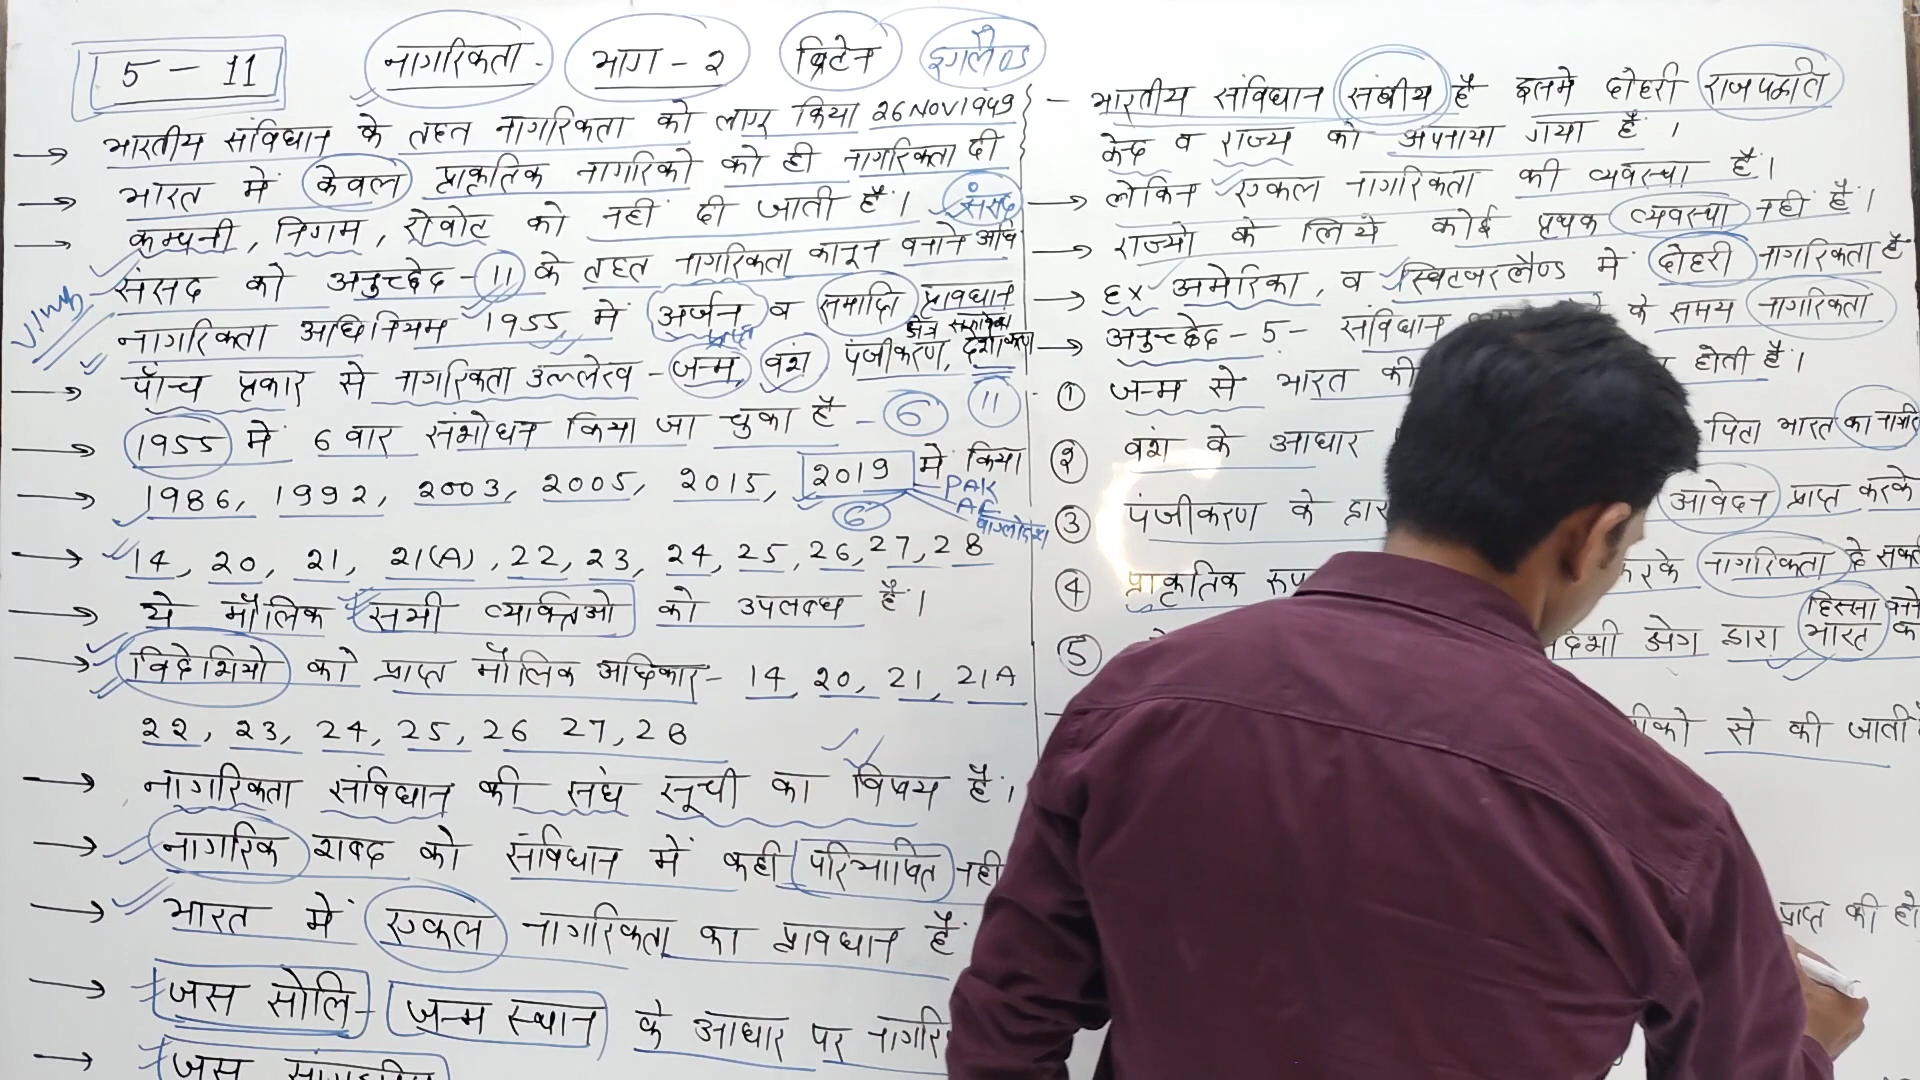 5 - 11
नागरिकता - भाग - २ ब्रिटेन इंग्लैण्ड
→ भारतीय संविधान के तहत नागरिकता को लागू किया 26 NOV 1949
→ भारत में केवल प्राकृतिक नागरिको को ही नागरिकता दी
→ कम्पनी, निगम, रोबोट को नहीं दी जाती है। संसद
संसद को अनुच्छेद - 11 के तहत नागरिकता कानून बनाने अधि
नागरिकता अधिनियम 1955 में अर्जन व समाप्ति प्रावधान
→ पाँच प्रकार से नागरिकता उल्लेख - जन्म, वंश पंजीकरण,
→ 1955 में 6 वार संशोधन किया जा चुका है - 6 11
→ 1986, 1992, 2003, 2005, 2015, 2019 में किया
6 PAK
AF
बांग्लादेश
→ 14, 20, 21, 21(A), 22, 23, 24, 25, 26, 27, 28
→ ये मौलिक सभी व्यक्तिओ को उपलब्ध है।
→ विदेशियो को प्राप्त मौलिक अधिकार - 14, 20, 21, 21A
22, 23, 24, 25, 26 27, 28
→ नागरिकता संविधान की संघ सूची का विषय है।
→ नागरिक शब्द को संविधान में कही परिभाषित नही
→ भारत में एकल नागरिकता का प्रावधान है
→ जस सोलि - जन्म स्थान के आधार पर नागरि
→ जस
- भारतीय संविधान संघीय है इसमे दोहरी राजपद्धति
केंद्र व राज्य को अपनाया गया है।
→ लेकिन एकल नागरिकता की व्यवस्था है।
→ राज्यो के लिये कोई पृथक व्यवस्था नहीं है।
→ EX अमेरिका, व स्विटजरलैण्ड में दोहरी नागरिकता है
→ अनुच्छेद - 5 - संविधान के समय नागरिकता
① जन्म से भारत की होती है।
② वंश के आधार पिता भारत का
③ पंजीकरण के द्वारा आवेदन प्राप्त करके
④ प्राकृतिक रूप करके नागरिकता दे
⑤ द्वारा भारत हिस्सा
से की जाती
प्राप्त की हो